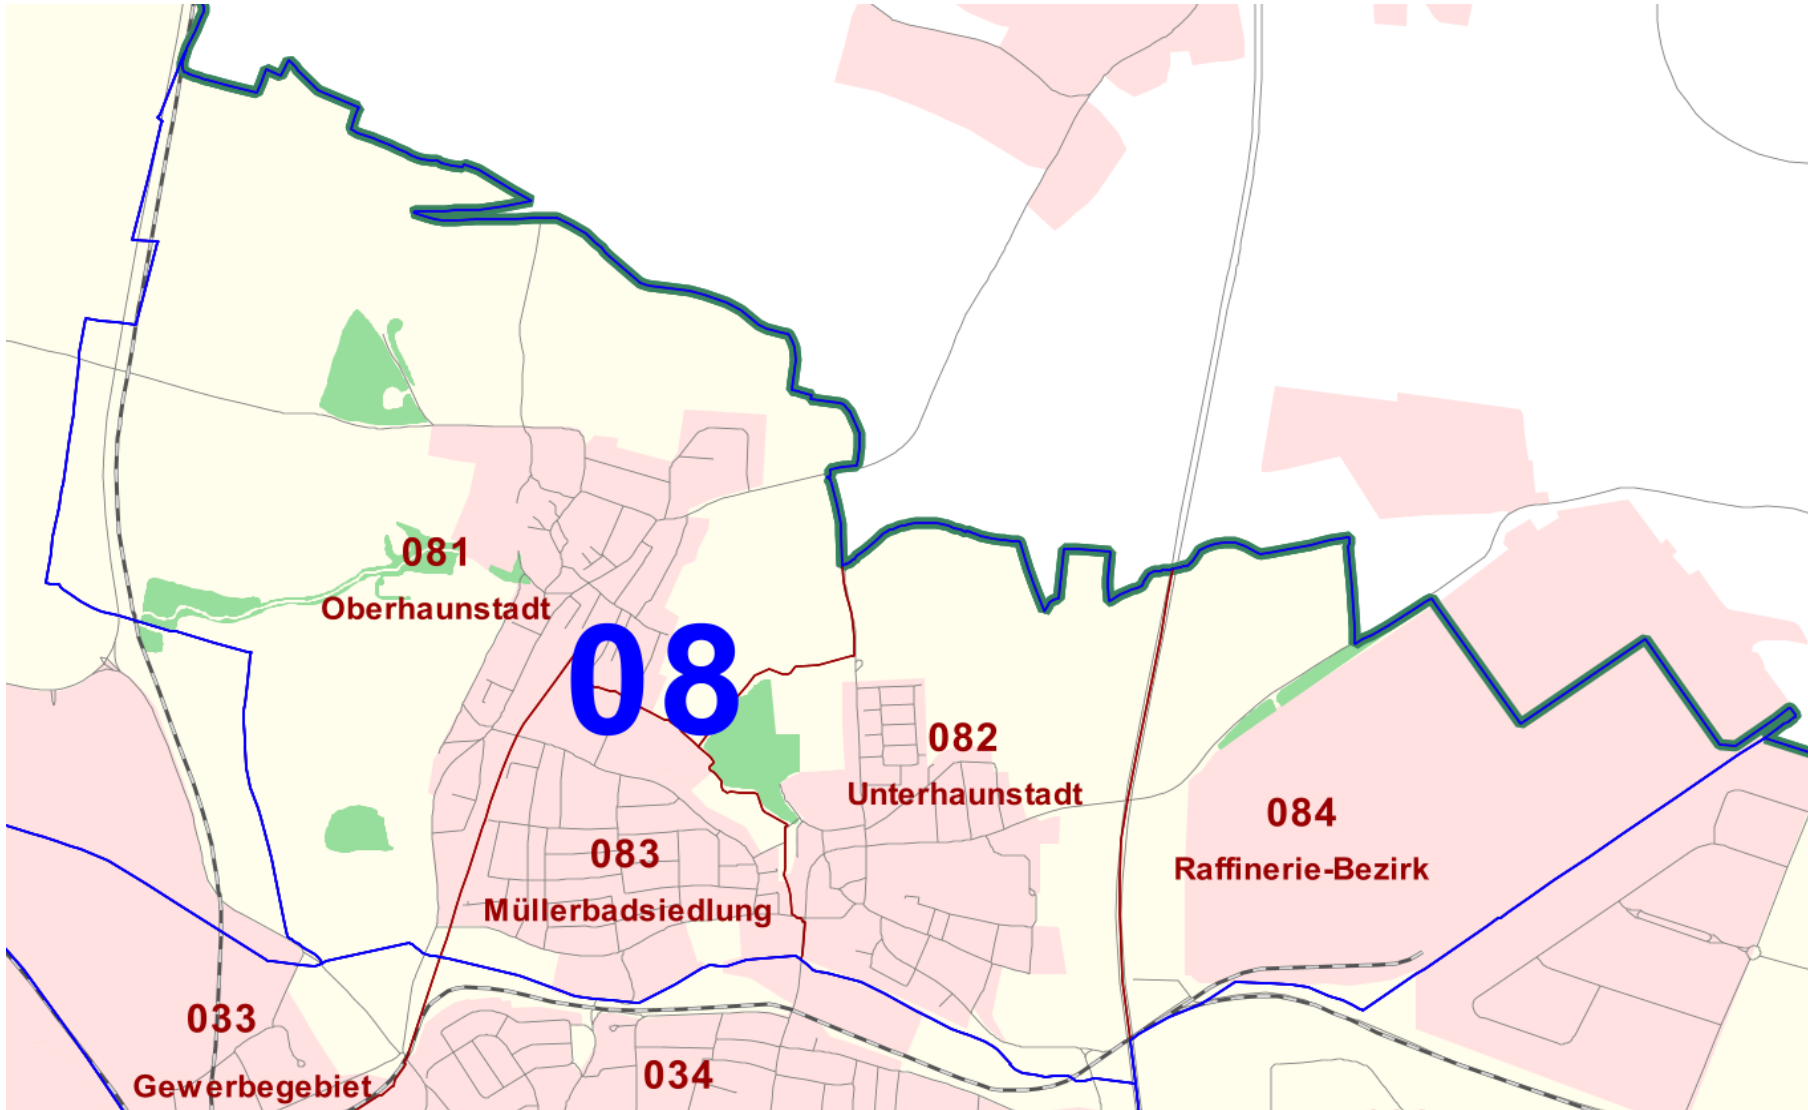 081
Oberhaunstadt
08
082
Unterhaunstadt
084
Raffinerie-Bezirk
083
Müllerbadsiedlung
033
Gewerbegebiet
034